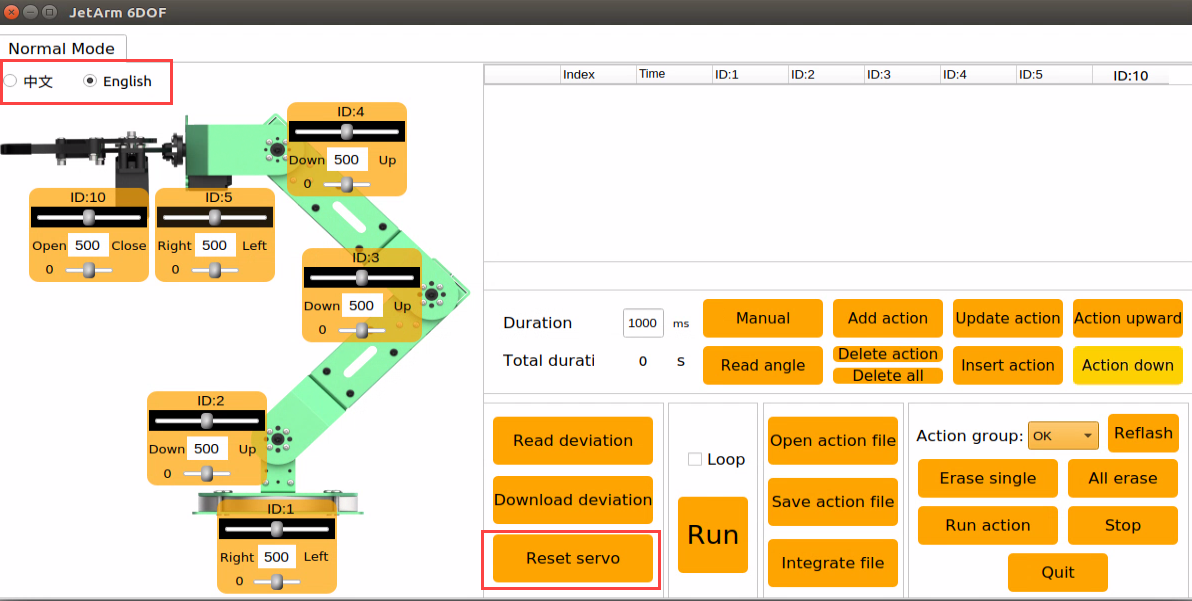 JetArm 6DOF
Normal Mode
中文 English
Index Time ID:1 ID:2 ID:3 ID:4 ID:5 ID:10
ID:4
Down 500 Up
0
ID:10
Open 500 Close
0
ID:5
Right 500 Left
0
ID:3
Down 500 Up
0
ID:2
Down 500 Up
0
ID:1
Right 500 Left
0
Duration 1000 ms
Total durati 0 S
Manual
Add action
Update action
Action upward
Read angle
Delete action
Delete all
Insert action
Action down
Read deviation
Download deviation
Reset servo
Loop
Run
Open action file
Save action file
Integrate file
Action group: OK Reflash
Erase single
All erase
Run action
Stop
Quit